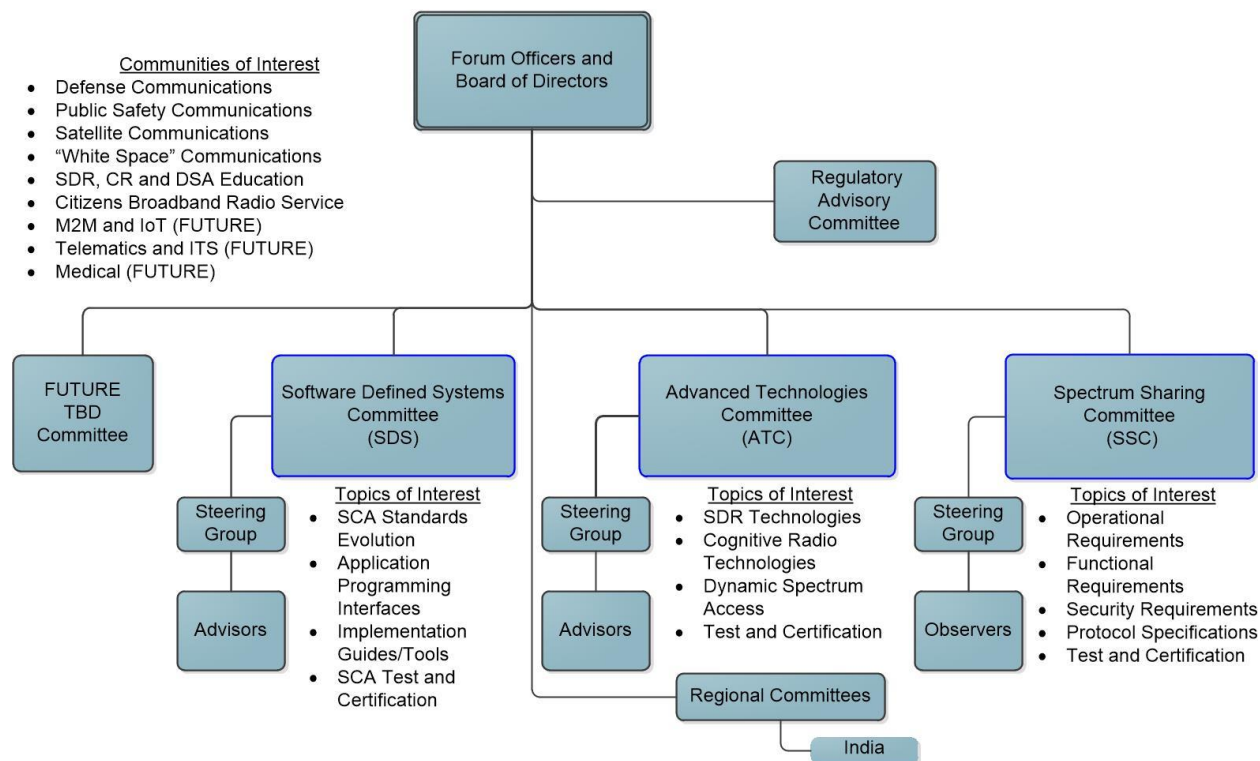 Forum Officers and
Board of Directors
Communities of Interest
• Defense Communications
• Public Safety Communications
• Satellite Communications
• “White Space” Communications
• SDR, CR and DSA Education
• Citizens Broadband Radio Service
• M2M and IoT (FUTURE)
• Telematics and ITS (FUTURE)
• Medical (FUTURE)
Regulatory
Advisory
Committee
FUTURE
TBD
Committee
Software Defined Systems
Committee
(SDS)
Advanced Technologies
Committee
(ATC)
Spectrum Sharing
Committee
(SSC)
Steering
Group
Advisors
Topics of Interest
• SCA Standards
Evolution
• Application
Programming
Interfaces
• Implementation
Guides/Tools
• SCA Test and
Certification
Steering
Group
Advisors
Topics of Interest
• SDR Technologies
• Cognitive Radio
Technologies
• Dynamic Spectrum
Access
• Test and Certification
Steering
Group
Observers
Topics of Interest
• Operational
Requirements
• Functional
Requirements
• Security Requirements
• Protocol Specifications
• Test and Certification
Regional Committees
India